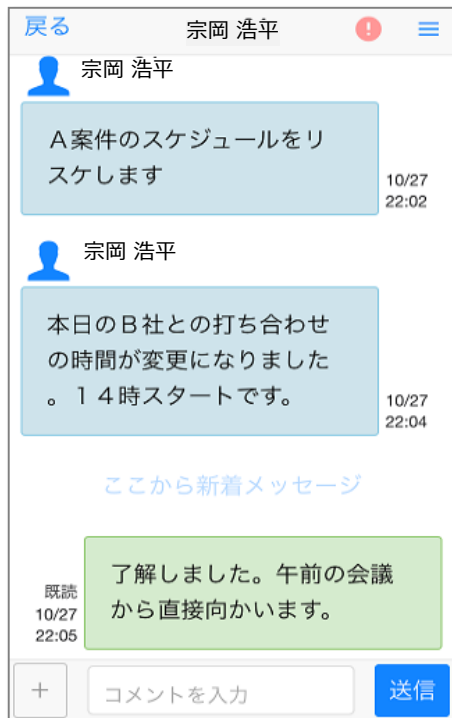 戻る 宗岡 浩平
宗岡 浩平
A案件のスケジュールをリ
スケします
10/27
22:02
宗岡 浩平
本日のB社との打ち合わせ
の時間が変更になりました
。14時スタートです。
10/27
22:04
ここから新着メッセージ
了解しました。午前の会議
から直接向かいます。
既読
10/27
22:05
コメントを入力
送信